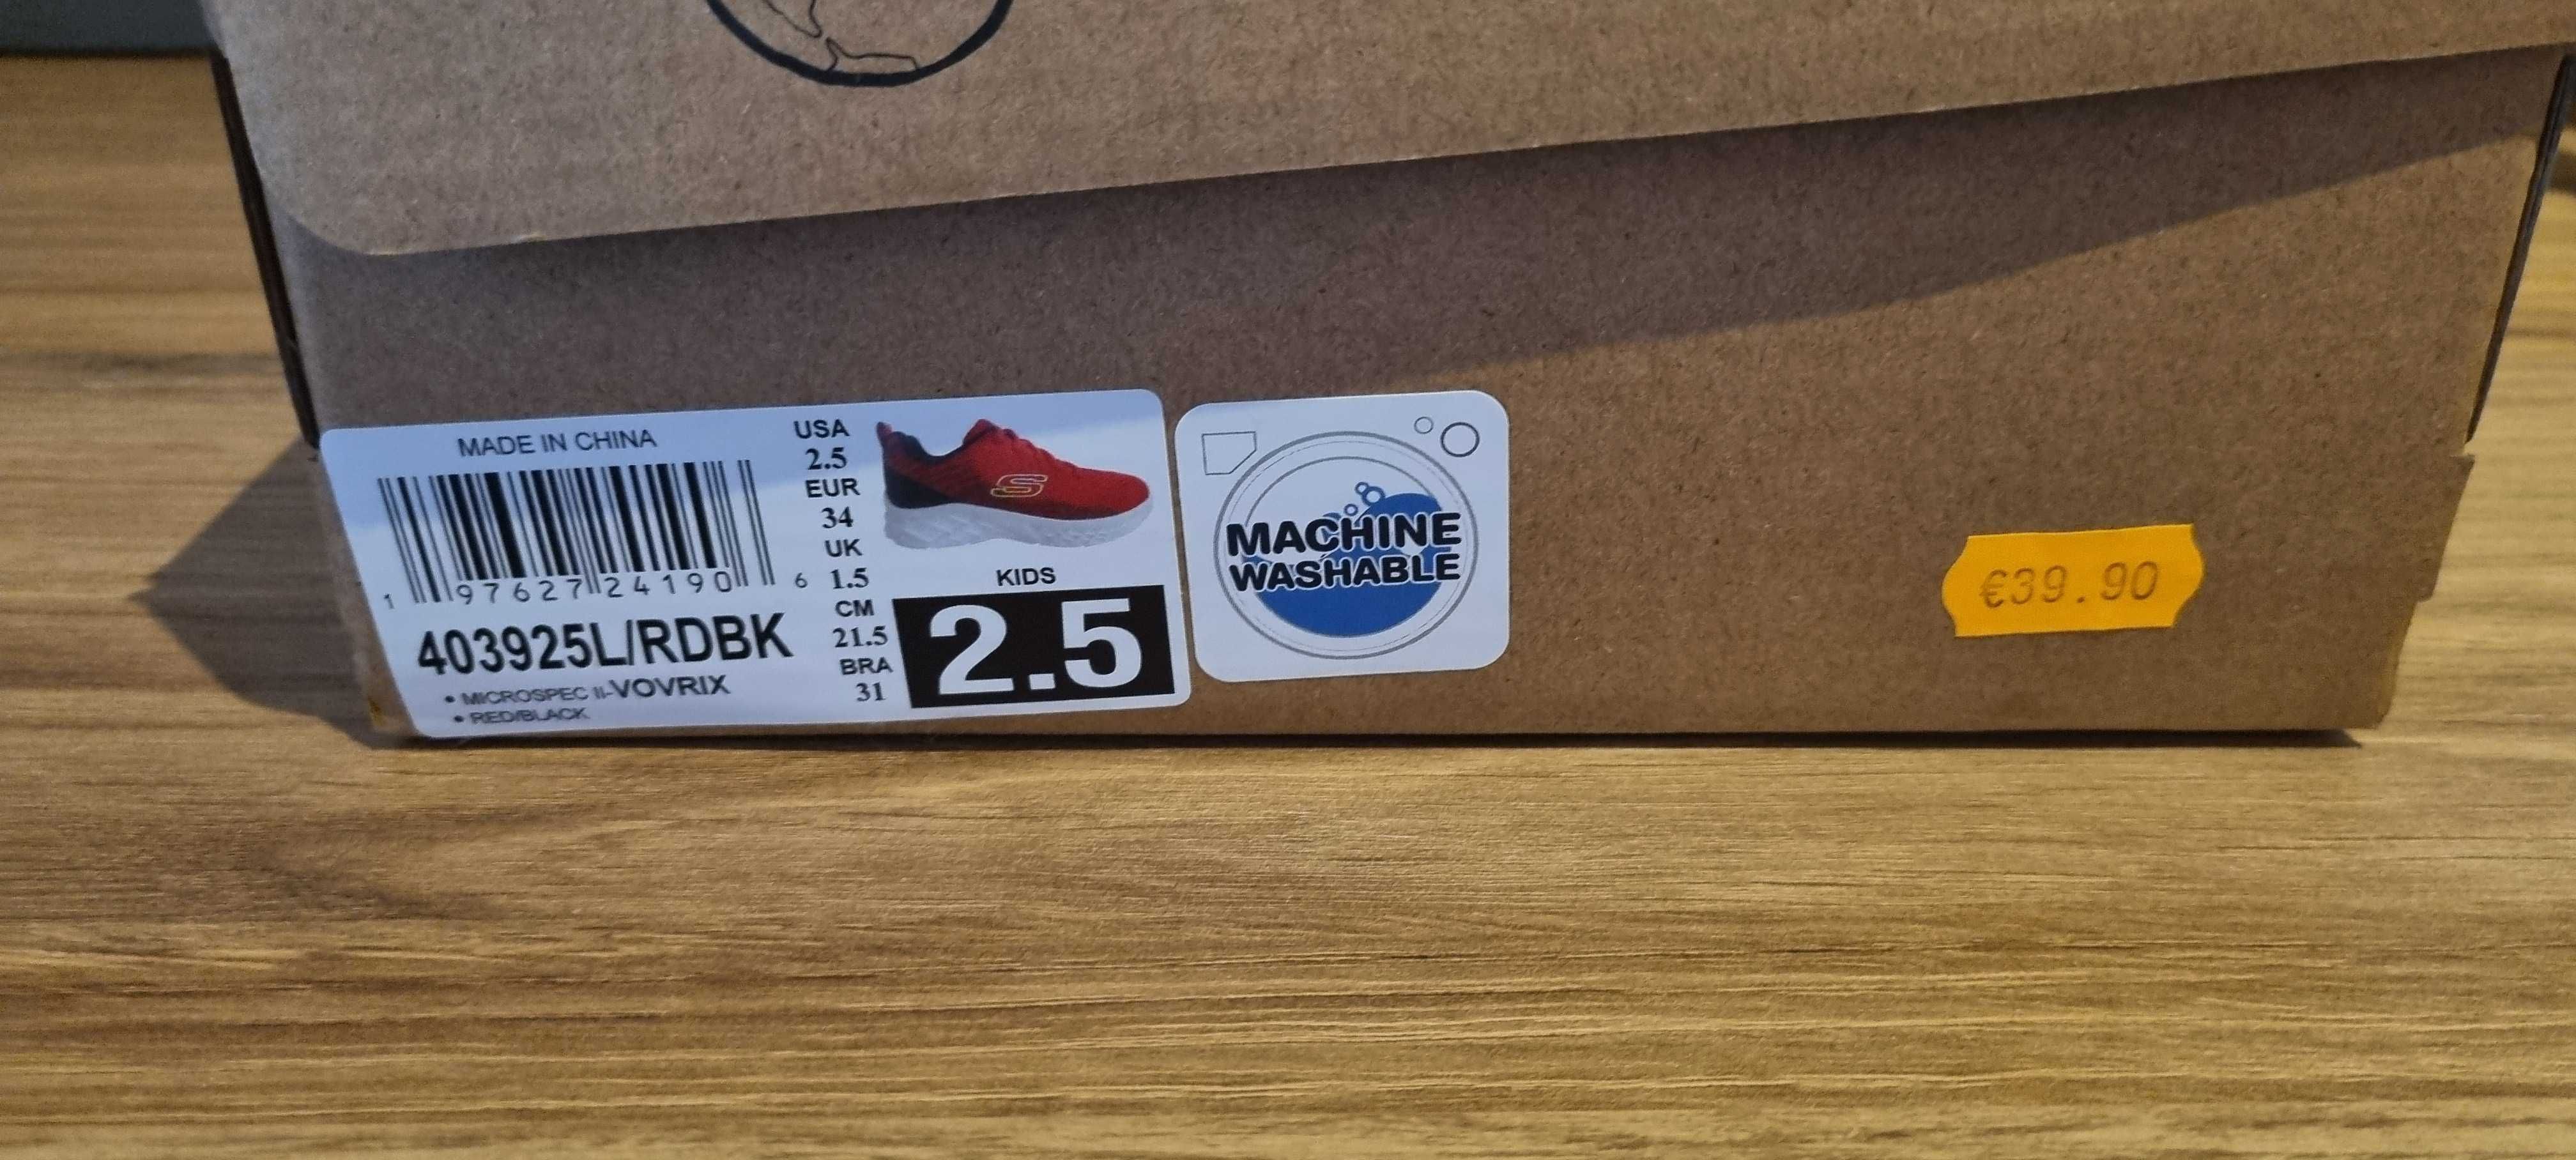 MADE IN CHINA
1 97627 24190 6
403925L/RDBK
• MICROSPEC II-VOVRIX
• RED/BLACK
USA
2.5
EUR
34
UK
1.5
CM
21.5
BRA
31
S
KIDS
2.5
MACHINE
WASHABLE
€39.90